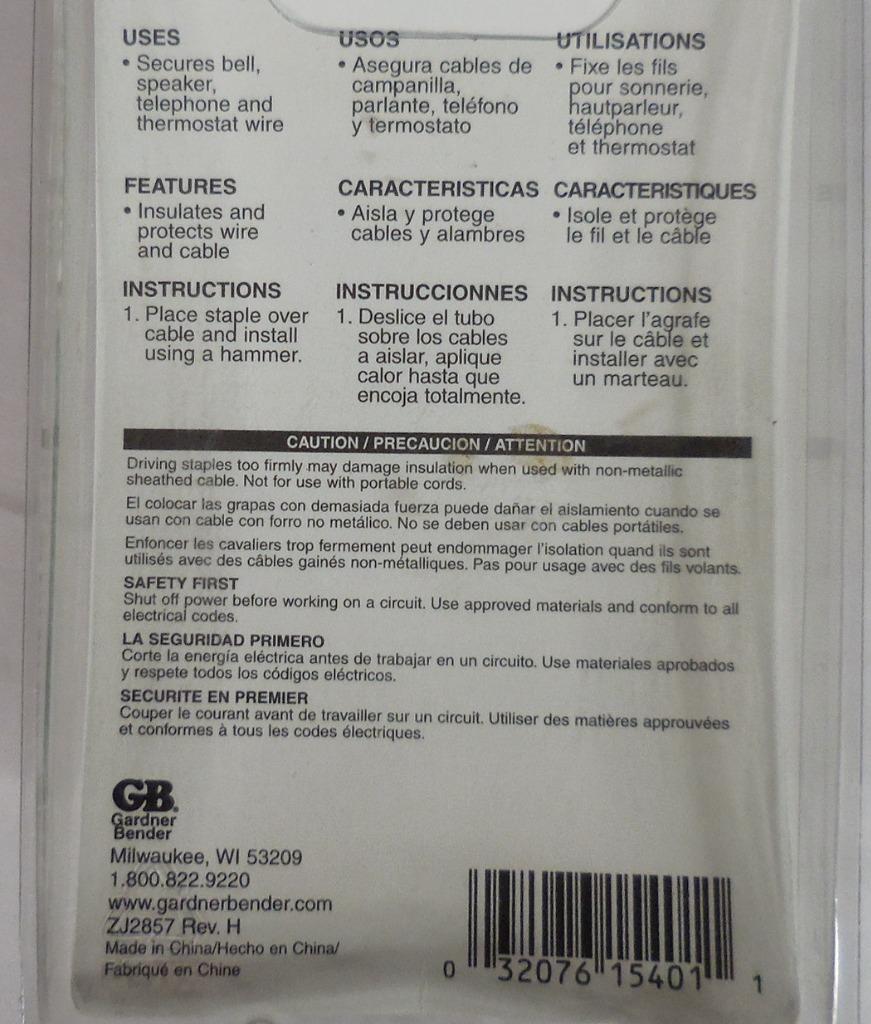 USES
• Secures bell,
speaker,
telephone and
thermostat wire
USOS
• Asegura cables de
campanilla,
parlante, teléfono
y termostato
UTILISATIONS
• Fixe les fils
pour sonnerie,
hautparleur,
téléphone
et thermostat
FEATURES
• Insulates and
protects wire
and cable
CARACTERISTICAS
• Aisla y protege
cables y alambres
CARACTERISTIQUES
• Isole et protège
le fil et le câble
INSTRUCTIONS
1. Place staple over
cable and install
using a hammer.
INSTRUCCIONNES
1. Deslice el tubo
sobre los cables
a aislar, aplique
calor hasta que
encoja totalmente.
INSTRUCTIONS
1. Placer l'agrafe
sur le câble et
installer avec
un marteau.
CAUTION / PRECAUCION / ATTENTION
Driving staples too firmly may damage insulation when used with non-metallic
sheathed cable. Not for use with portable cords.
El colocar las grapas con demasiada fuerza puede dañar el aislamiento cuando se
usan con cable con forro no metálico. No se deben usar con cables portátiles.
Enfoncer les cavaliers trop fermement peut endommager l'isolation quand ils sont
utilisés avec des câbles gainés non-métalliques. Pas pour usage avec des fils volants.
SAFETY FIRST
Shut off power before working on a circuit. Use approved materials and conform to all
electrical codes.
LA SEGURIDAD PRIMERO
Corte la energía eléctrica antes de trabajar en un circuito. Use materiales aprobados
y respete todos los códigos eléctricos.
SECURITE EN PREMIER
Couper le courant avant de travailler sur un circuit. Utiliser des matières approuvées
et conformes à tous les codes électriques.
GB®
Gardner
Bender
Milwaukee, WI 53209
1.800.822.9220
www.gardnerbender.com
ZJ2857 Rev. H
Made in China/Hecho en China/
Fabriqué en Chine
0 32076 15401 1